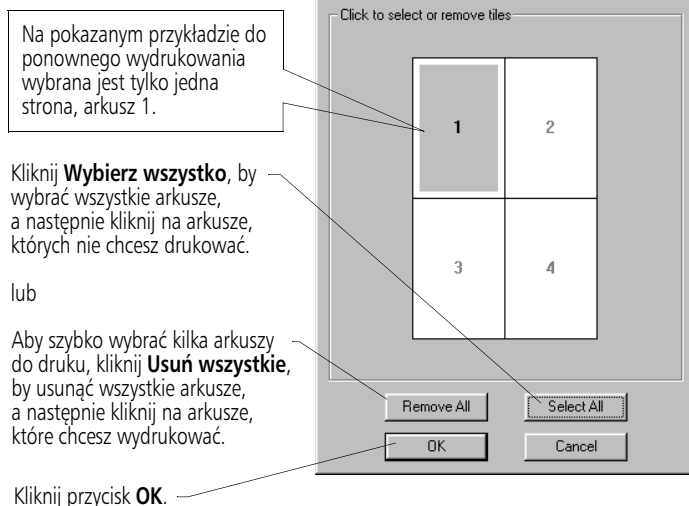 Na pokazanym przykładzie do
ponownego wydrukowania
wybrana jest tylko jedna
strona, arkusz 1.
Kliknij Wybierz wszystko, by
wybrać wszystkie arkusze,
a następnie kliknij na arkusze,
których nie chcesz drukować.
lub
Aby szybko wybrać kilka arkuszy
do druku, kliknij Usuń wszystkie,
by usunąć wszystkie arkusze,
a następnie kliknij na arkusze,
które chcesz wydrukować.
Kliknij przycisk OK.
Click to select or remove tiles
1 2
3 4
Remove All Select All
OK Cancel